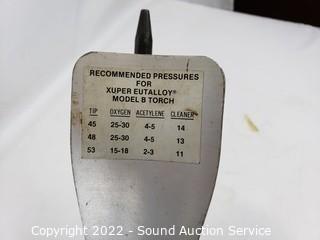 RECOMMENDED PRESSURES
FOR
XUPER EUTALLOY®
MODEL B TORCH
TIP OXYGEN ACETYLENE CLEANER
45 25-30 4-5 14
48 25-30 4-5 13
53 15-18 2-3 11
Copyright © 2022 - Sound Auction Service